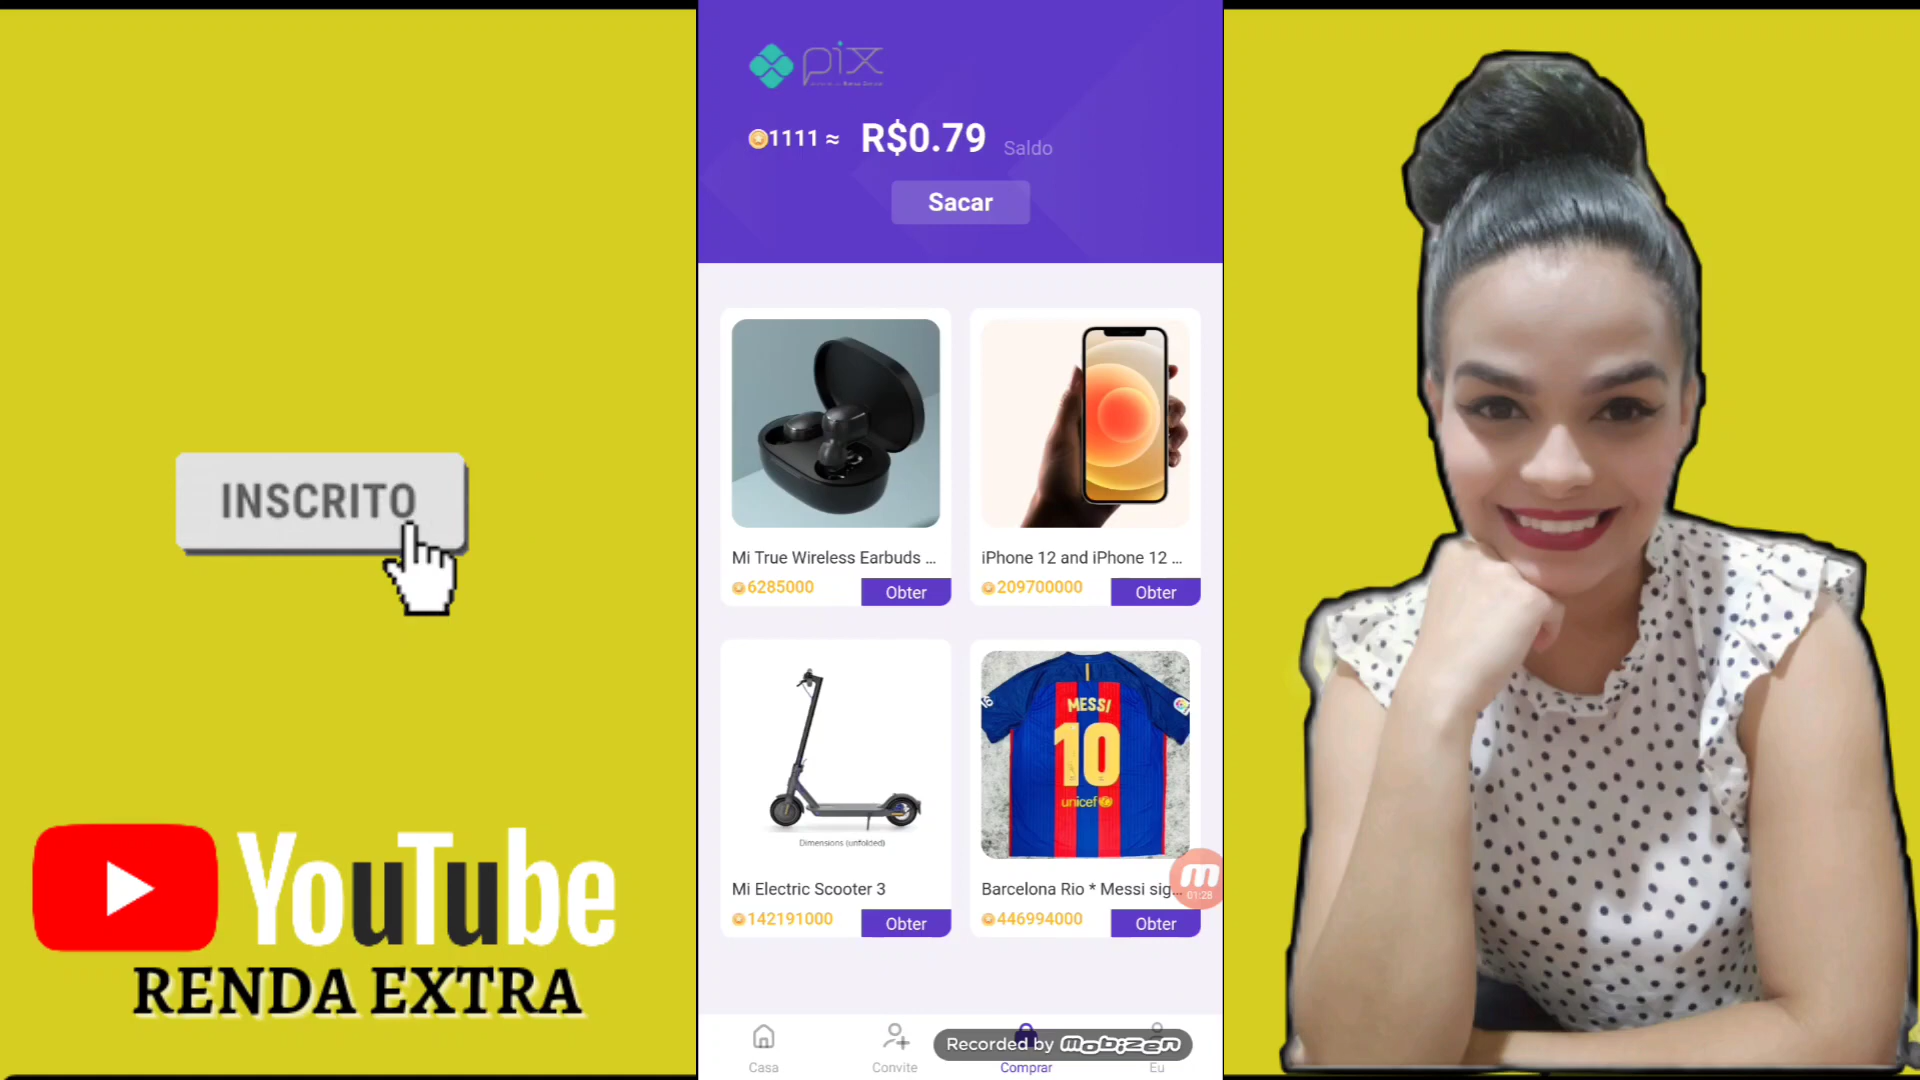 pix
1111 ≈ R$0.79 Saldo
Sacar
INSCRITO
Mi True Wireless Earbuds ...
6285000
Obter
iPhone 12 and iPhone 12 ...
209700000
Obter
MESSI
10
unicef
Dimensions (unfolded)
Mi Electric Scooter 3
142191000
Obter
Barcelona Rio * Messi sig...
446994000
Obter
01:28
YouTube
RENDA EXTRA
Casa
Convite
Comprar
Eu
Recorded by mobizen